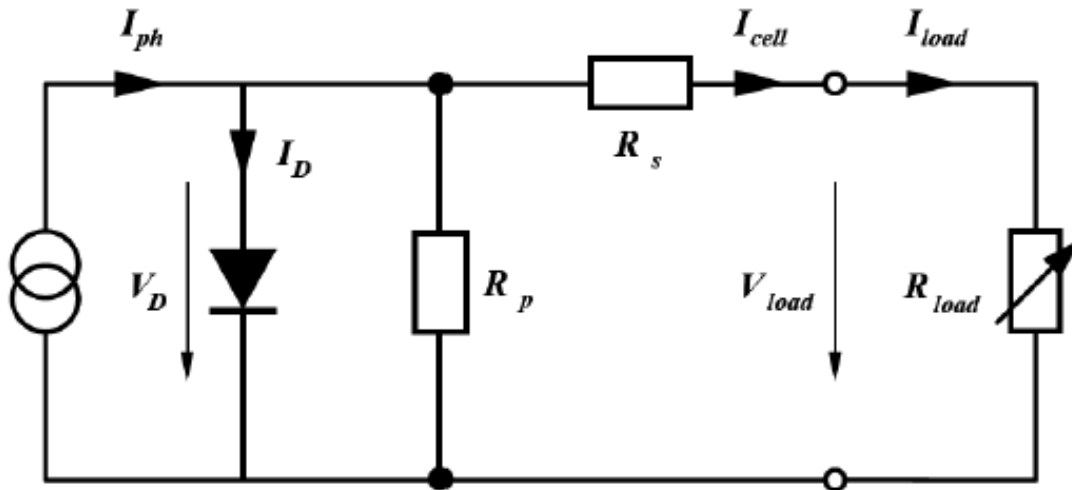 I_ph
I_cell
I_load
I_D
R_s
V_D
R_p
V_load
R_load